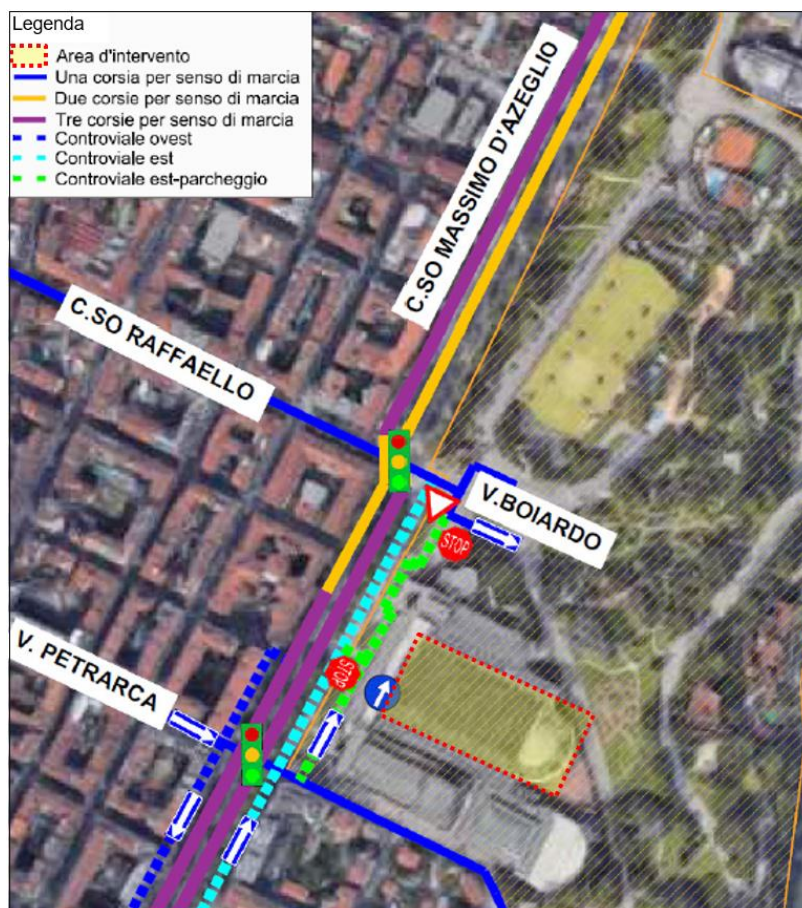 Legenda
Area d'intervento
Una corsia per senso di marcia
Due corsie per senso di marcia
Tre corsie per senso di marcia
Controviale ovest
Controviale est
Controviale est-parcheggio
C.SO MASSIMO D'AZEGLIO
C.SO RAFFAELLO
V.BOIARDO
STOP
V. PETRARCA
STOP